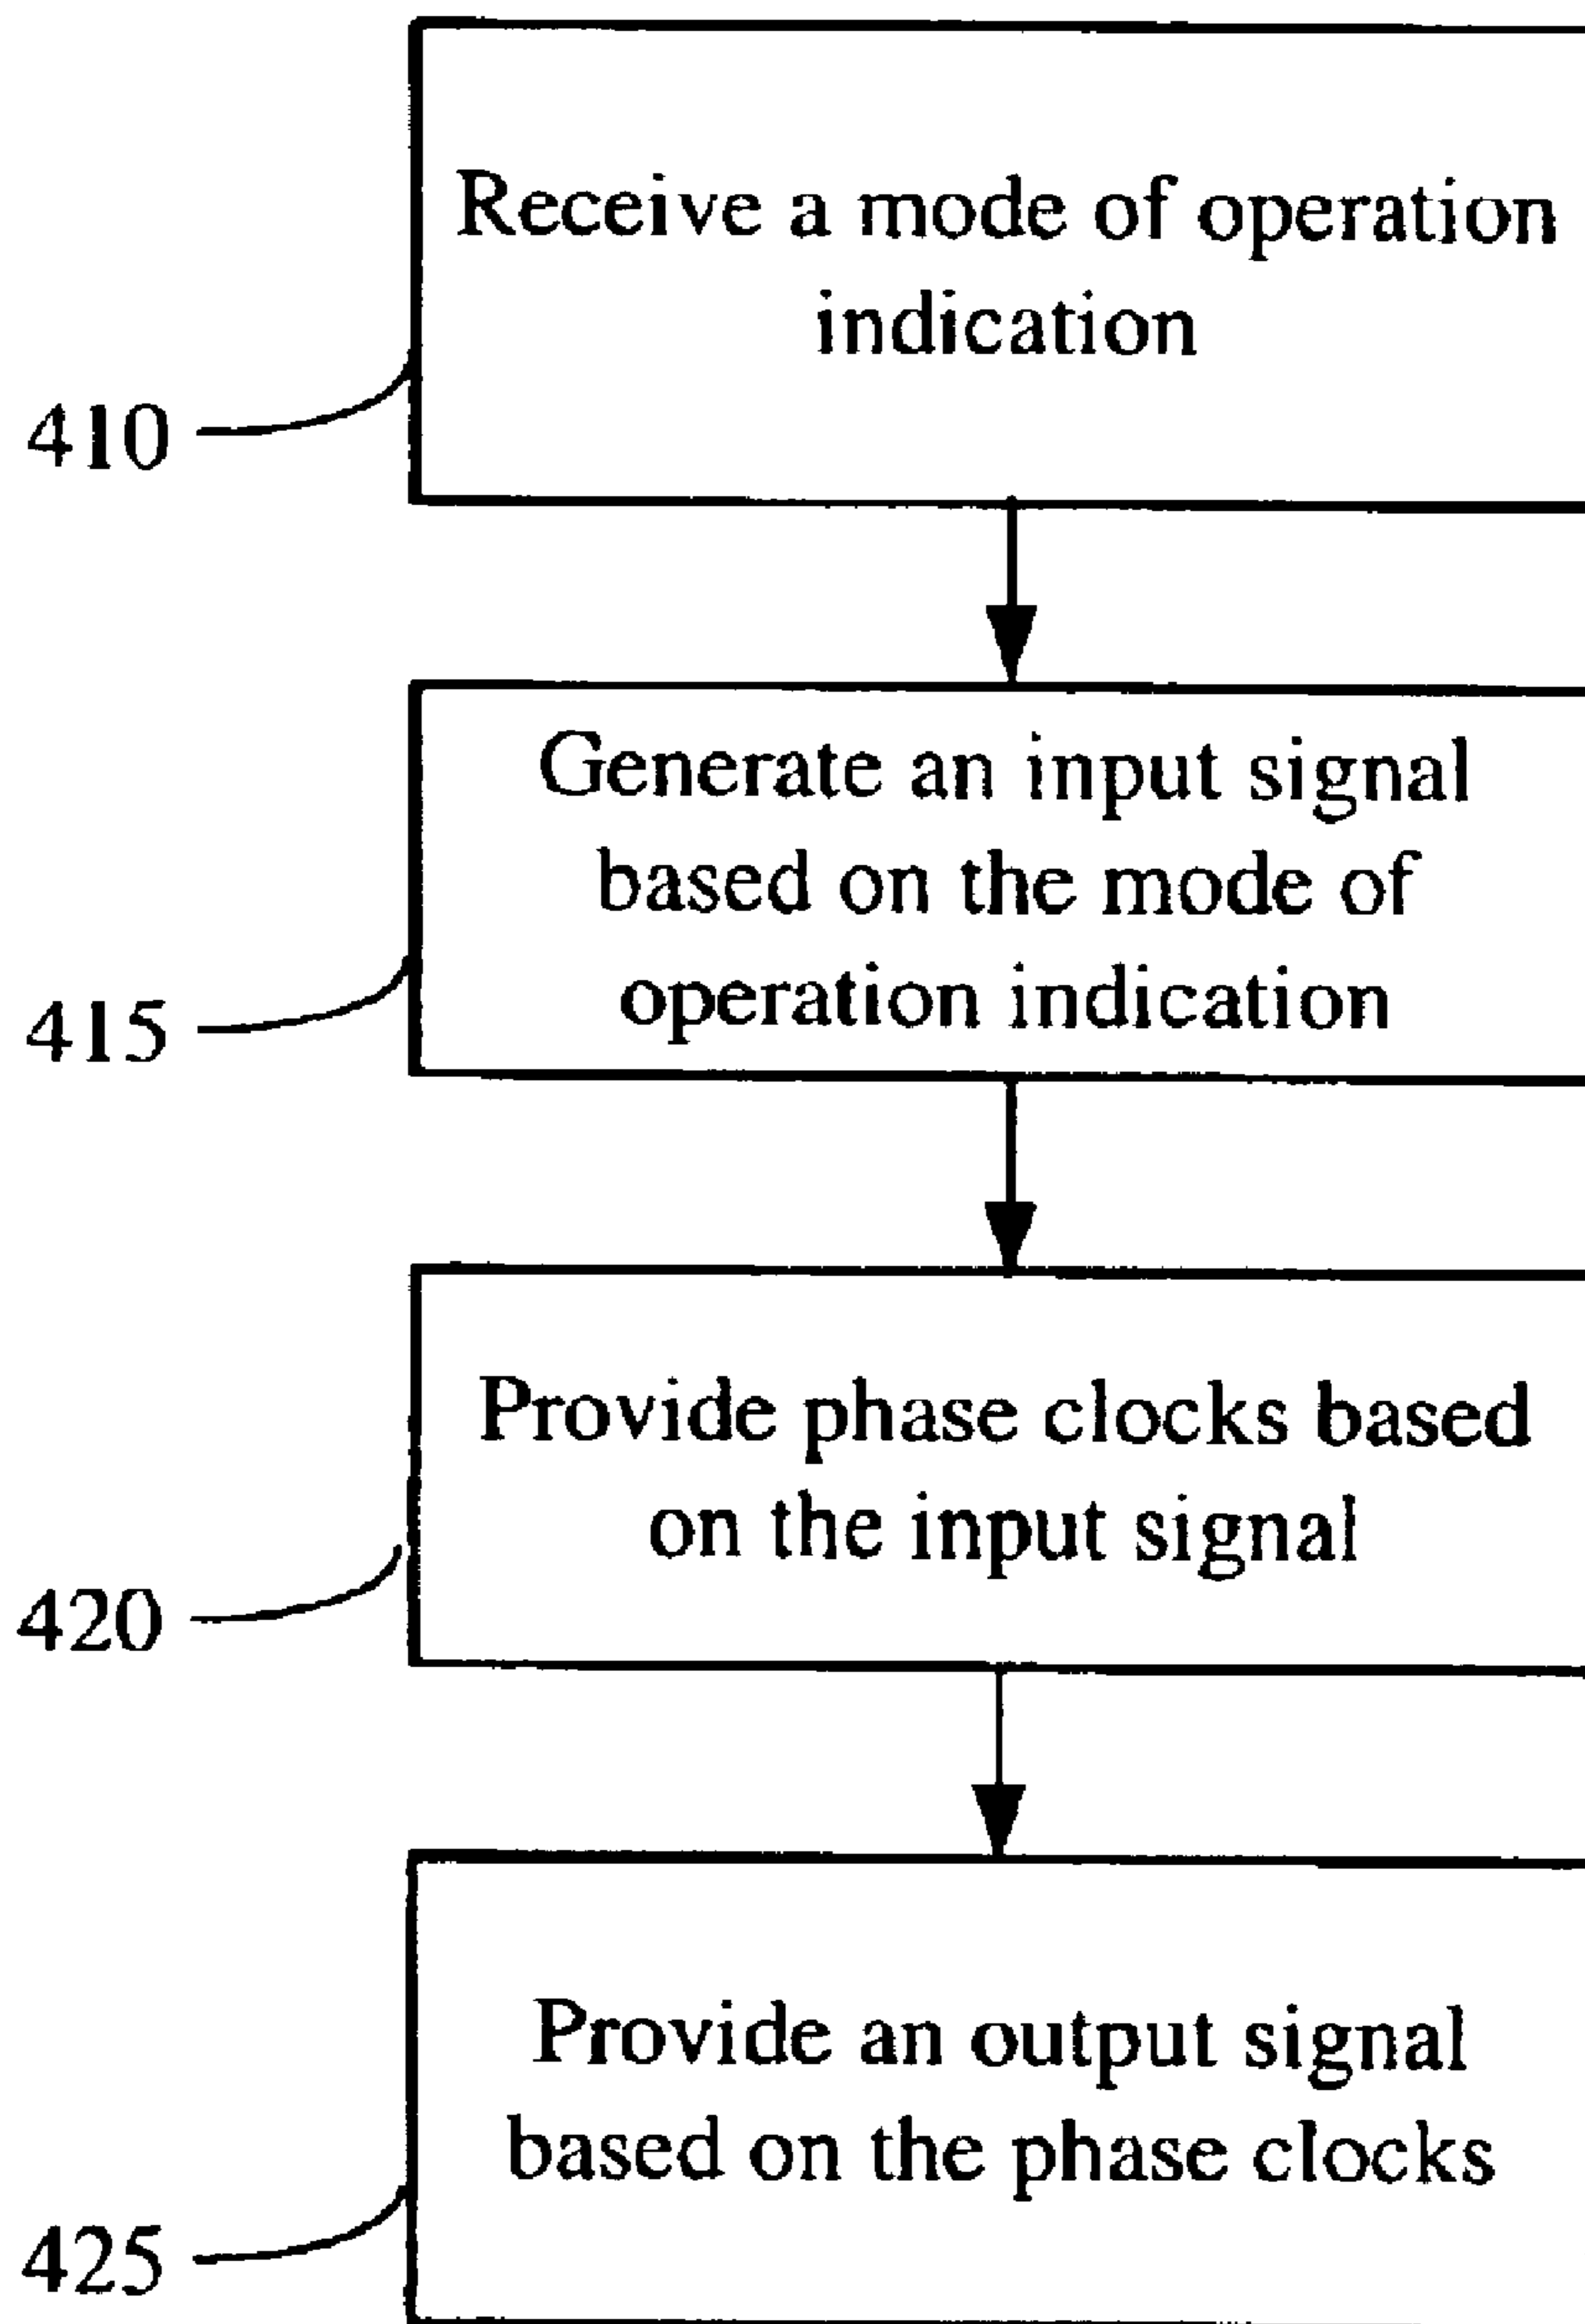 Receive a mode of operation
indication
410
Generate an input signal
based on the mode of
operation indication
415
Provide phase clocks based
on the input signal
420
Provide an output signal
based on the phase clocks
425